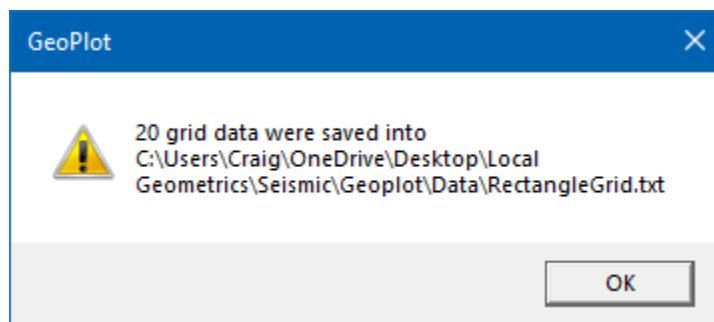 GeoPlot
20 grid data were saved into
C:\Users\Craig\OneDrive\Desktop\Local
Geometrics\Seismic\Geoplot\Data\RectangleGrid.txt
OK